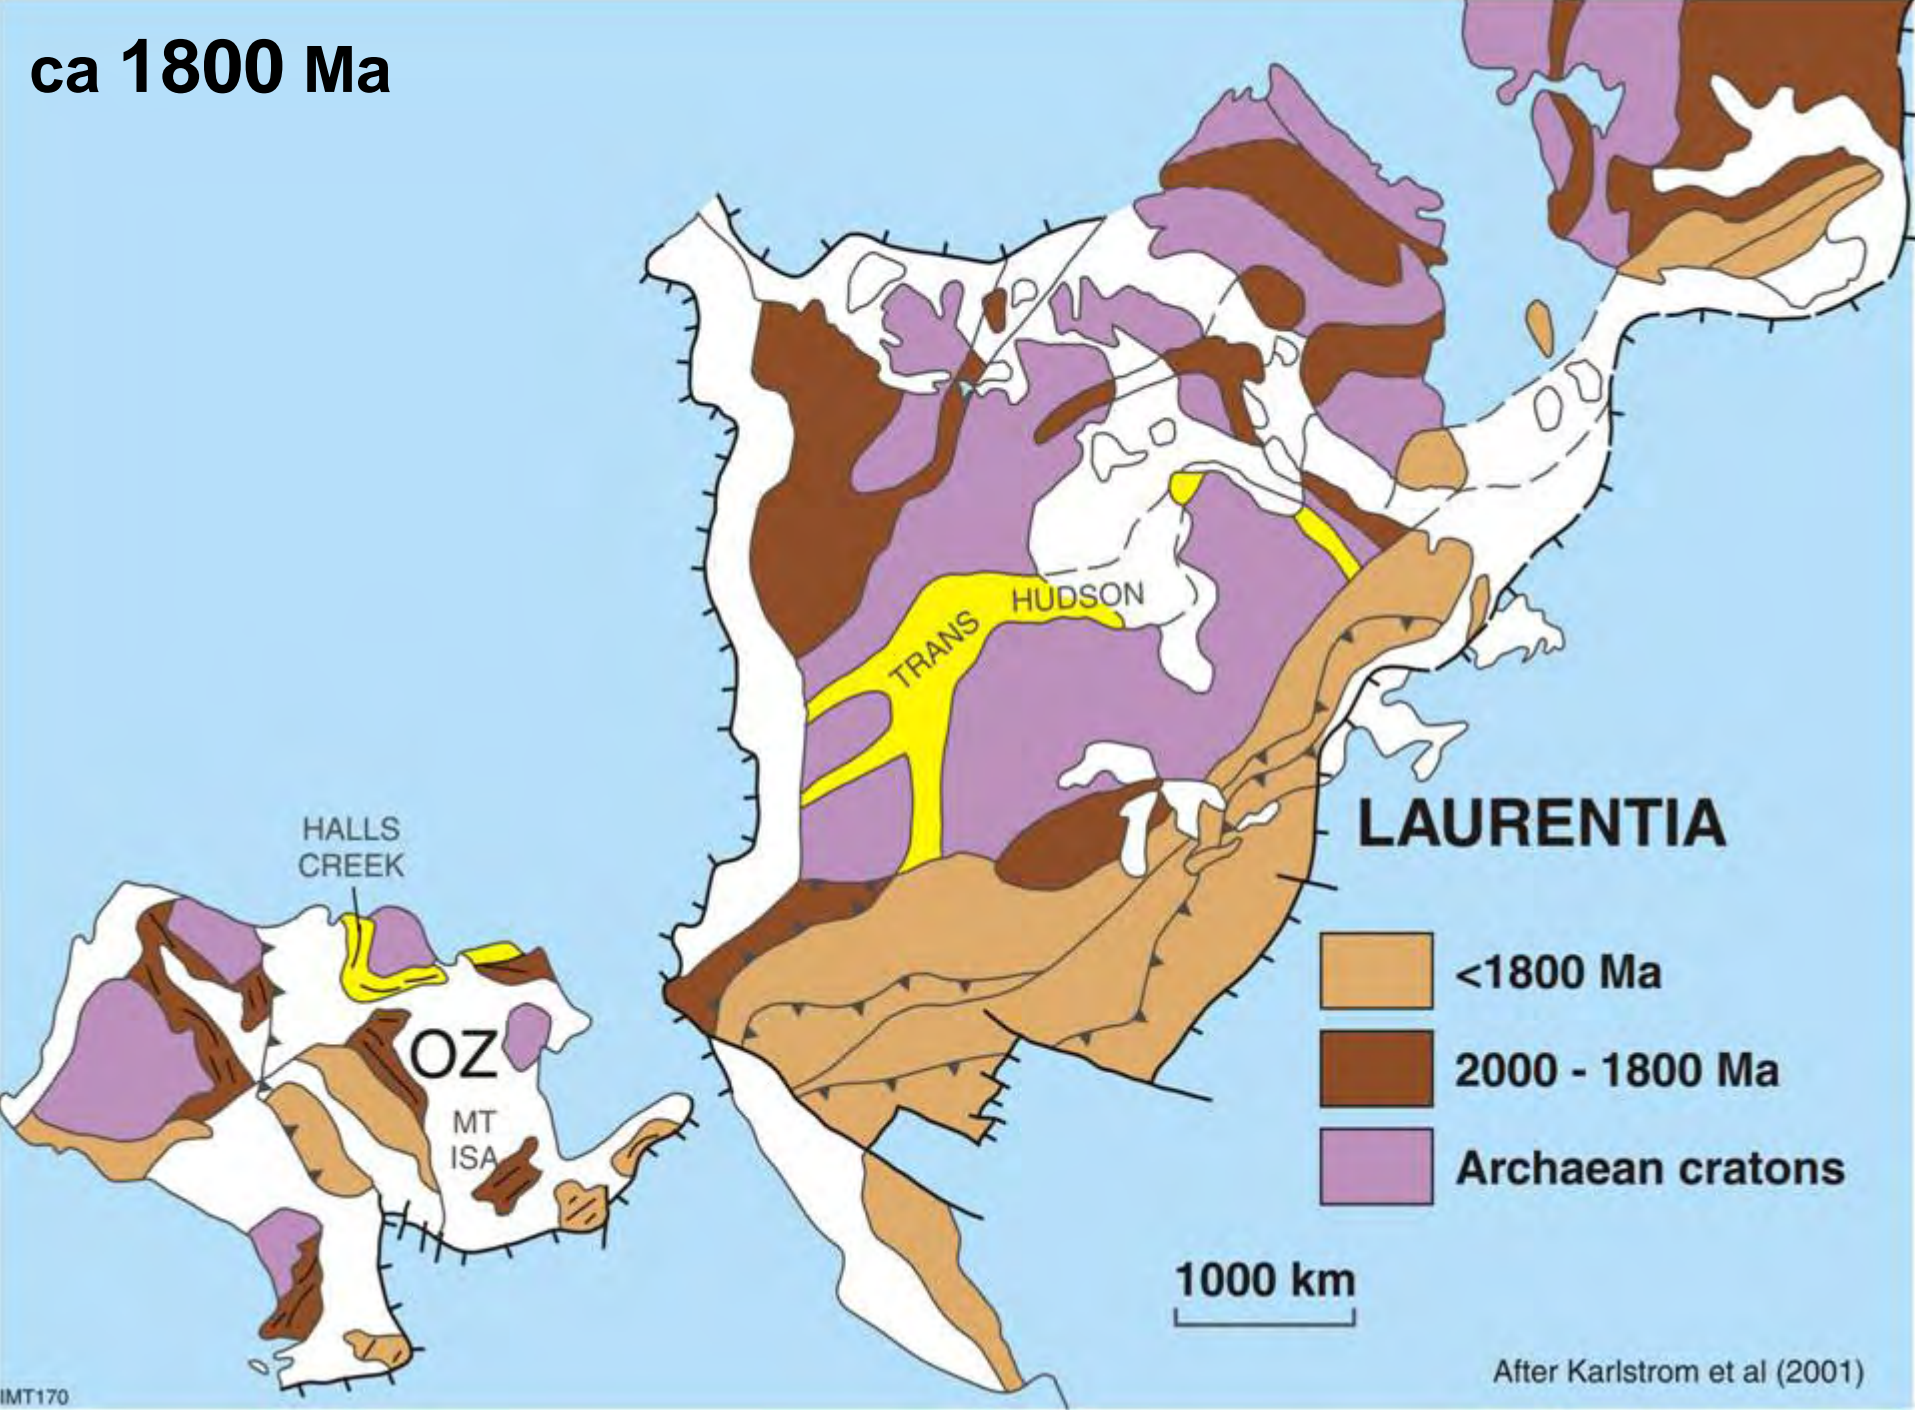 ca 1800 Ma
TRANS HUDSON
HALLS
CREEK
LAURENTIA
OZ
MT
ISA
<1800 Ma
2000 - 1800 Ma
Archaean cratons
1000 km
After Karlstrom et al (2001)
IMT170